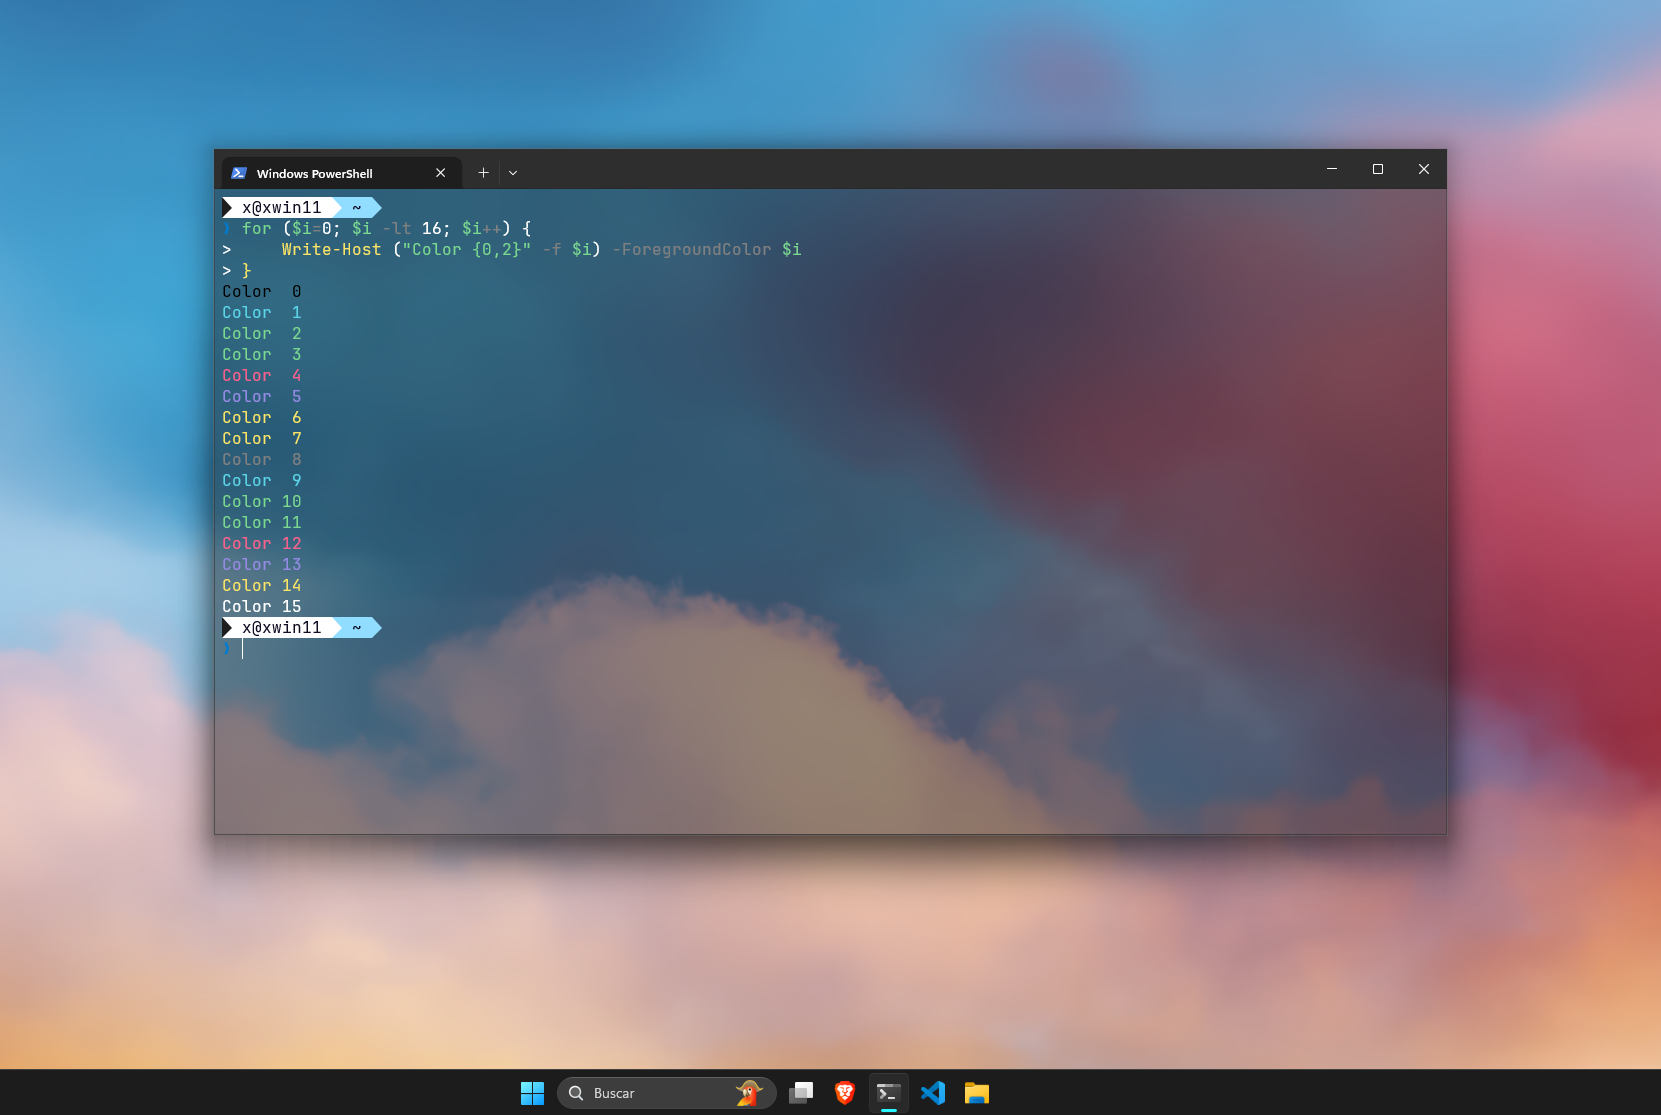 Windows PowerShell
x@xwin11 ~
❯ for ($i=0; $i -lt 16; $i++) {
>     Write-Host ("Color {0,2}" -f $i) -ForegroundColor $i
> }
Color  0
Color  1
Color  2
Color  3
Color  4
Color  5
Color  6
Color  7
Color  8
Color  9
Color 10
Color 11
Color 12
Color 13
Color 14
Color 15
x@xwin11 ~
❯
Buscar